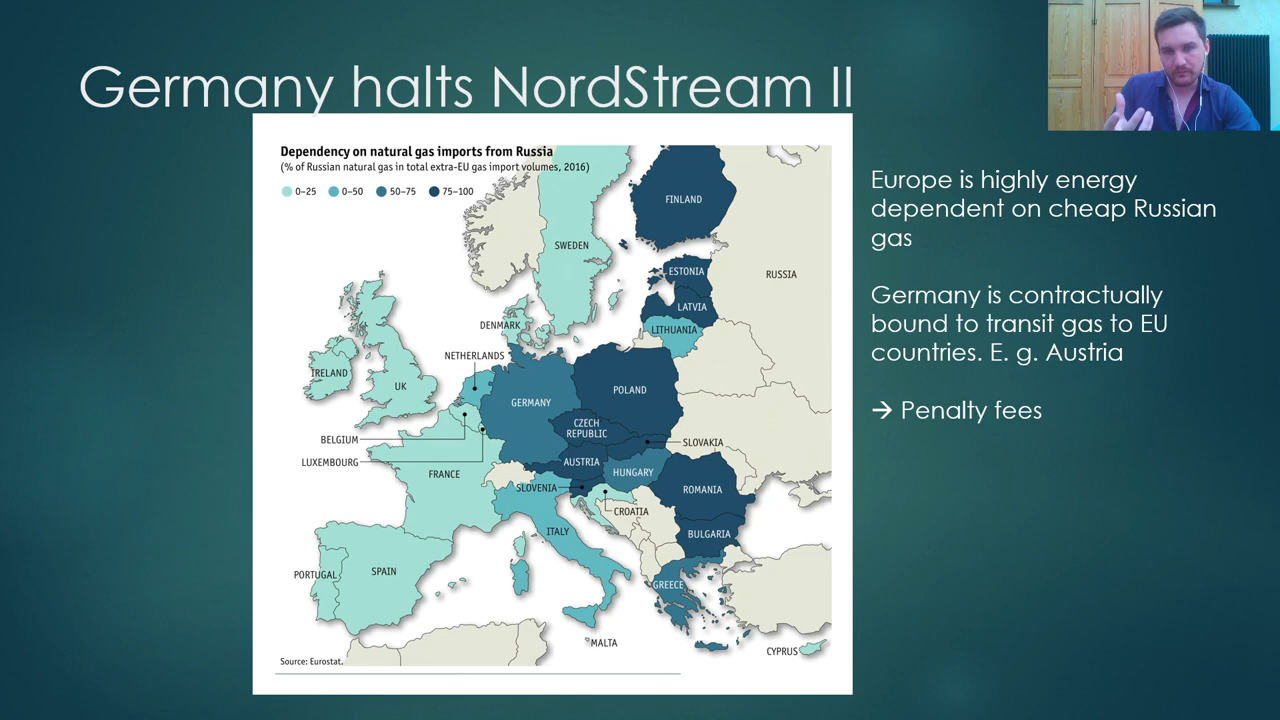 Germany halts NordStream II
Dependency on natural gas imports from Russia
(% of Russian natural gas in total extra-EU gas import volumes, 2016)
0–25
0–50
50–75
75–100
FINLAND
SWEDEN
ESTONIA
RUSSIA
LATVIA
DENMARK
LITHUANIA
NETHERLANDS
IRELAND
UK
POLAND
GERMANY
CZECH
REPUBLIC
BELGIUM
SLOVAKIA
LUXEMBOURG
AUSTRIA
FRANCE
HUNGARY
SLOVENIA
ROMANIA
CROATIA
ITALY
BULGARIA
PORTUGAL
SPAIN
GREECE
MALTA
CYPRUS
Source: Eurostat.
Europe is highly energy
dependent on cheap Russian
gas
Germany is contractually
bound to transit gas to EU
countries. E. g. Austria
→ Penalty fees